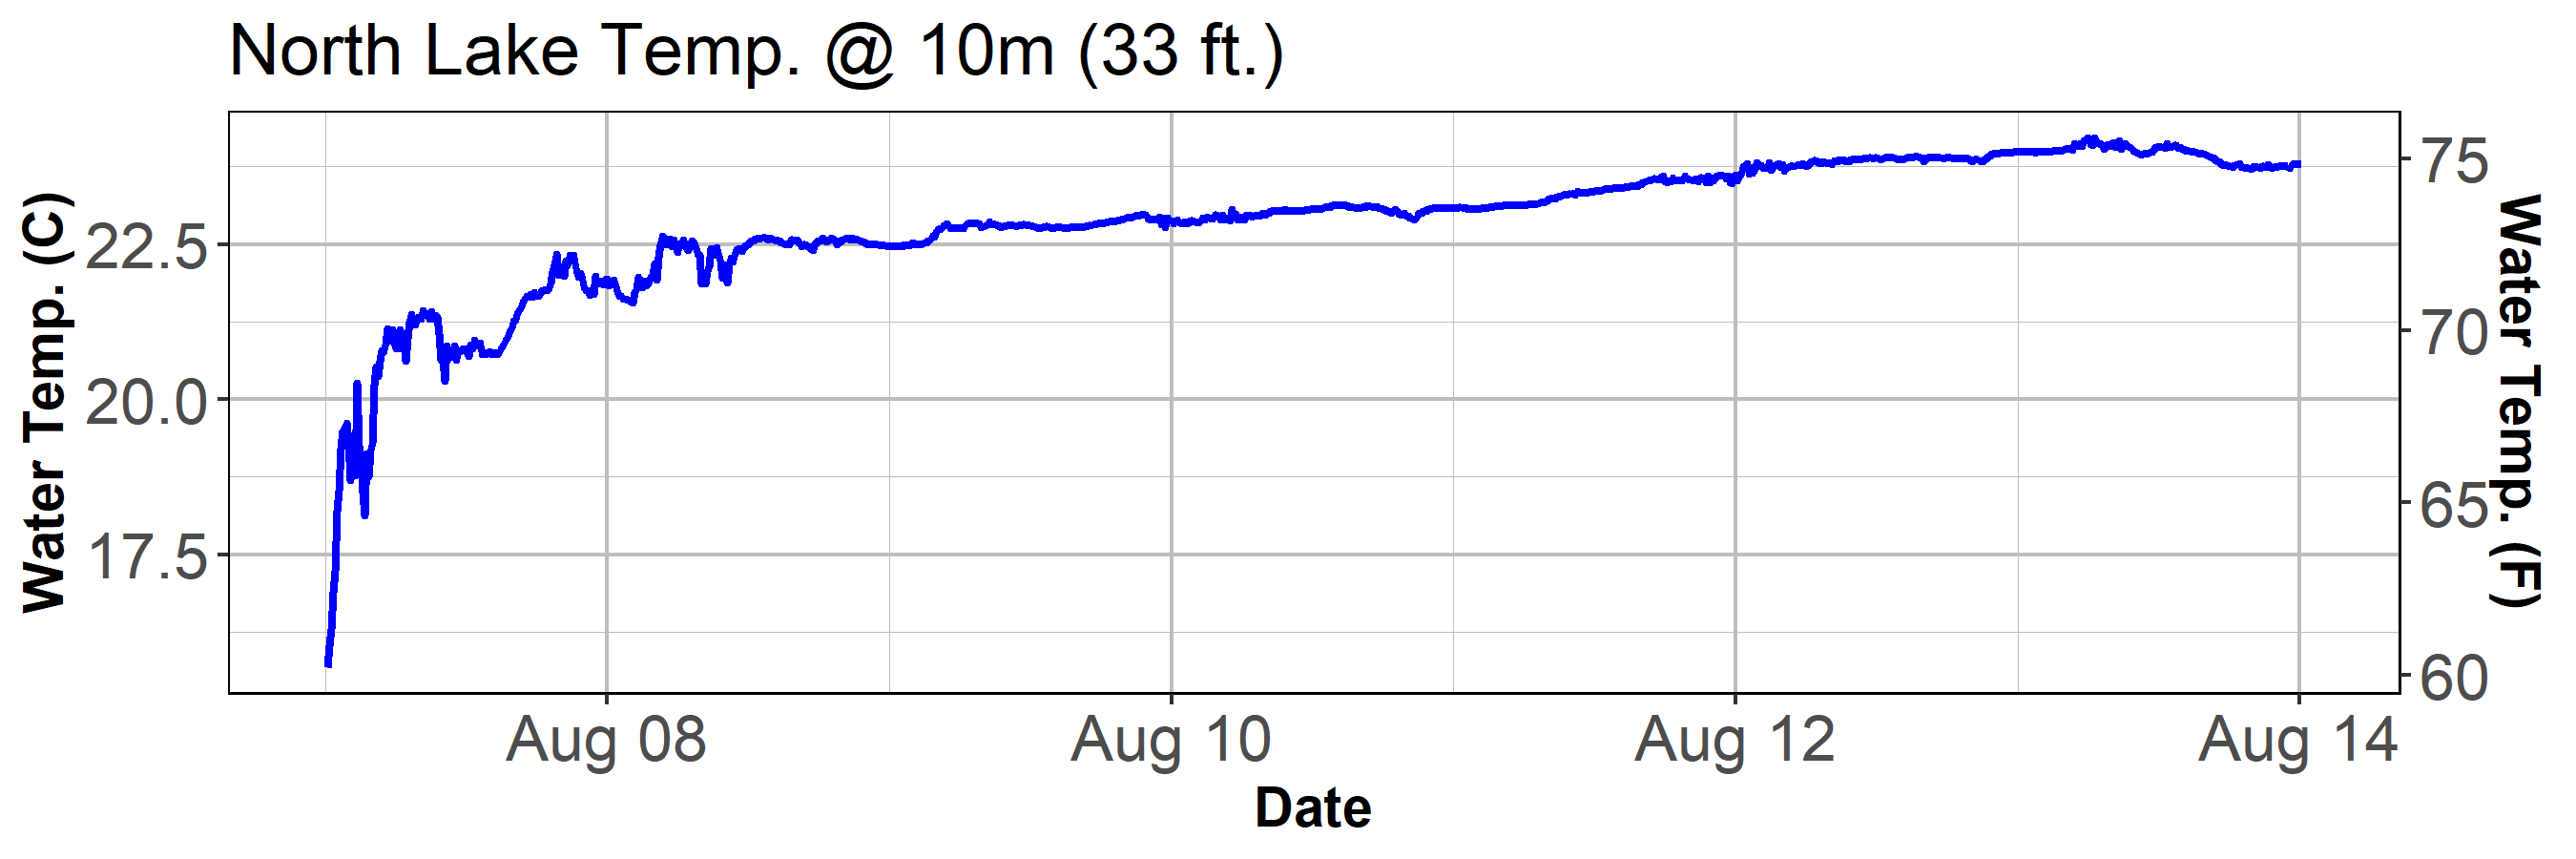 North Lake Temp. @ 10m (33 ft.)
Water Temp. (C)
22.5
20.0
17.5
75
70
65
60
Water Temp. (F)
Aug 08
Aug 10
Aug 12
Aug 14
Date